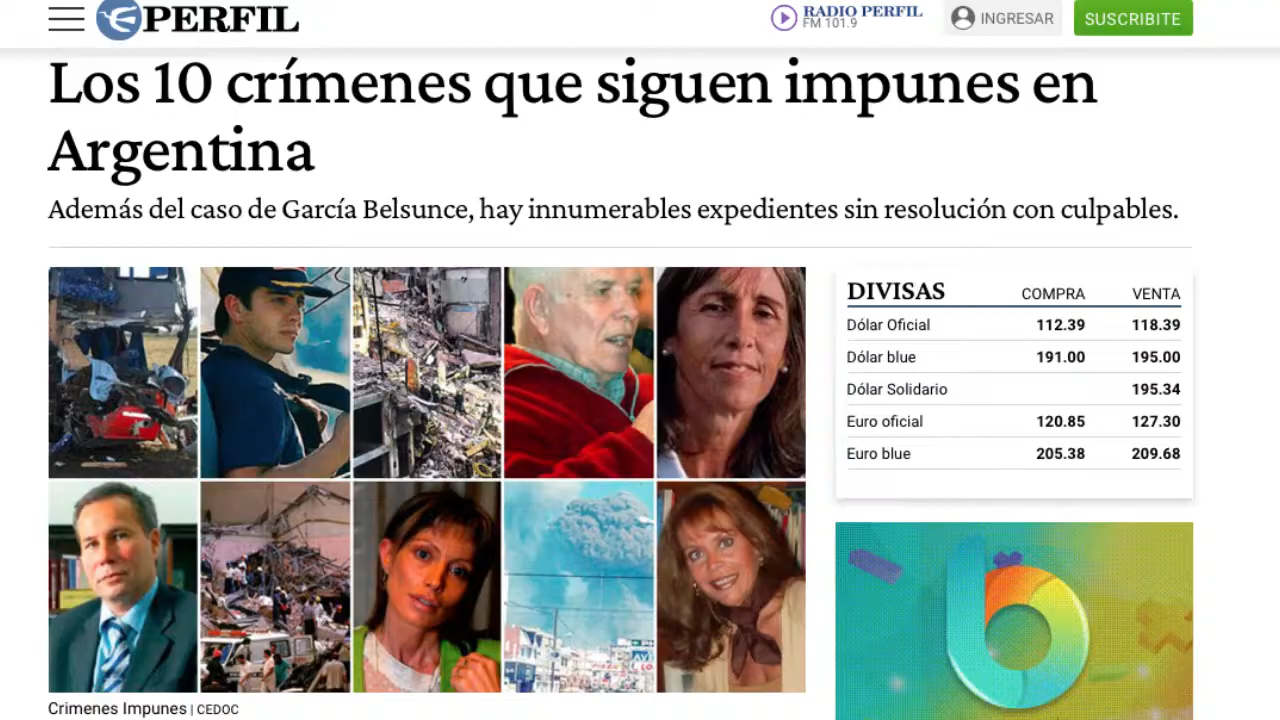 PERFIL
RADIO PERFIL
FM 101.9
INGRESAR
SUSCRIBITE
Los 10 crímenes que siguen impunes en
Argentina
Además del caso de García Belsunce, hay innumerables expedientes sin resolución con culpables.
DIVISAS COMPRA VENTA
Dólar Oficial 112.39 118.39
Dólar blue 191.00 195.00
Dólar Solidario 195.34
Euro oficial 120.85 127.30
Euro blue 205.38 209.68
Crimenes Impunes | CEDOC